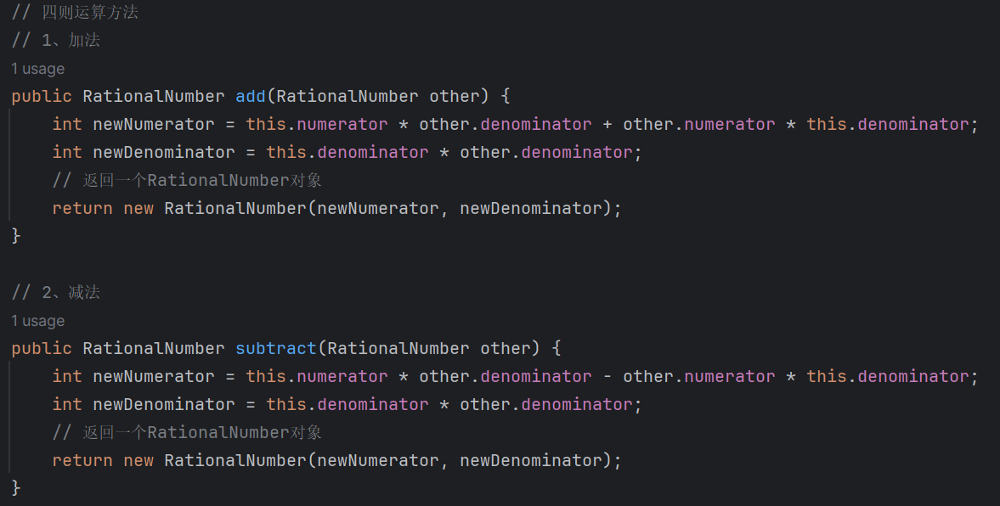 // 四则运算方法
// 1、加法
1 usage
public RationalNumber add(RationalNumber other) {
    int newNumerator = this.numerator * other.denominator + other.numerator * this.denominator;
    int newDenominator = this.denominator * other.denominator;
    // 返回一个RationalNumber对象
    return new RationalNumber(newNumerator, newDenominator);
}
// 2、减法
1 usage
public RationalNumber subtract(RationalNumber other) {
    int newNumerator = this.numerator * other.denominator - other.numerator * this.denominator;
    int newDenominator = this.denominator * other.denominator;
    // 返回一个RationalNumber对象
    return new RationalNumber(newNumerator, newDenominator);
}